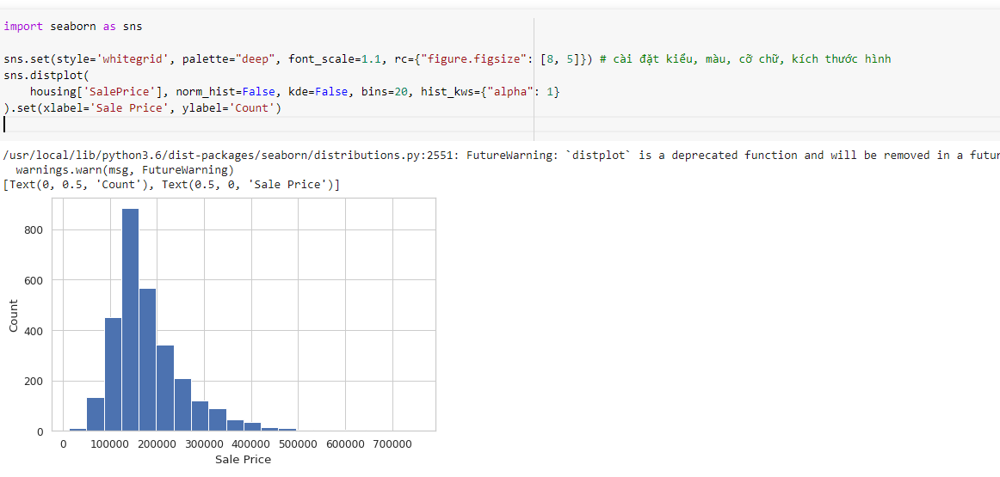 import seaborn as sns
sns.set(style='whitegrid', palette="deep", font_scale=1.1, rc={"figure.figsize": [8, 5]}) # cài đặt kiểu, màu, cỡ chữ, kích thước hình
sns.distplot(
housing['SalePrice'], norm_hist=False, kde=False, bins=20, hist_kws={"alpha": 1}
).set(xlabel='Sale Price', ylabel='Count')
/usr/local/lib/python3.6/dist-packages/seaborn/distributions.py:2551: FutureWarning: `distplot` is a deprecated function and will be removed in a futur
warnings.warn(msg, FutureWarning)
[Text(0, 0.5, 'Count'), Text(0.5, 0, 'Sale Price')]
800
600
400
200
0
Count
0 100000 200000 300000 400000 500000 600000 700000
Sale Price